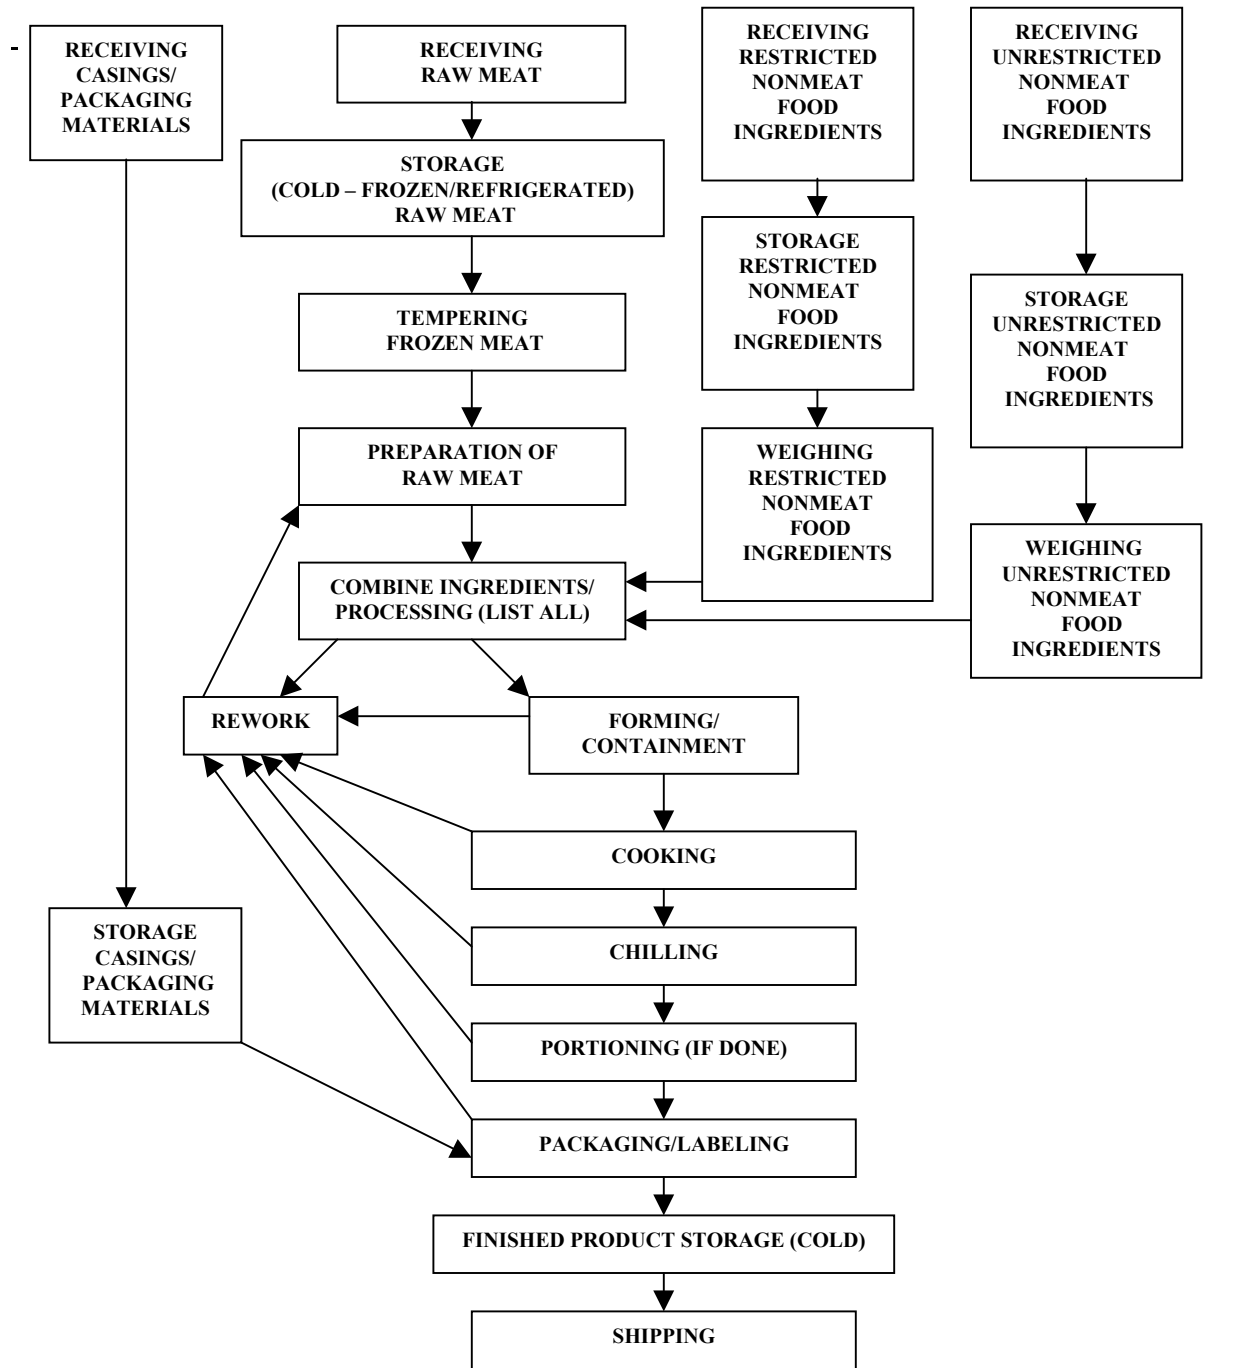 -
RECEIVING
CASINGS/
PACKAGING
MATERIALS
RECEIVING
RAW MEAT
RECEIVING
RESTRICTED
NONMEAT
FOOD
INGREDIENTS
RECEIVING
UNRESTRICTED
NONMEAT
FOOD
INGREDIENTS
STORAGE
(COLD – FROZEN/REFRIGERATED)
RAW MEAT
STORAGE
RESTRICTED
NONMEAT
FOOD
INGREDIENTS
STORAGE
UNRESTRICTED
NONMEAT
FOOD
INGREDIENTS
TEMPERING
FROZEN MEAT
PREPARATION OF
RAW MEAT
WEIGHING
RESTRICTED
NONMEAT
FOOD
INGREDIENTS
WEIGHING
UNRESTRICTED
NONMEAT
FOOD
INGREDIENTS
COMBINE INGREDIENTS/
PROCESSING (LIST ALL)
REWORK
FORMING/
CONTAINMENT
COOKING
STORAGE
CASINGS/
PACKAGING
MATERIALS
CHILLING
PORTIONING (IF DONE)
PACKAGING/LABELING
FINISHED PRODUCT STORAGE (COLD)
SHIPPING